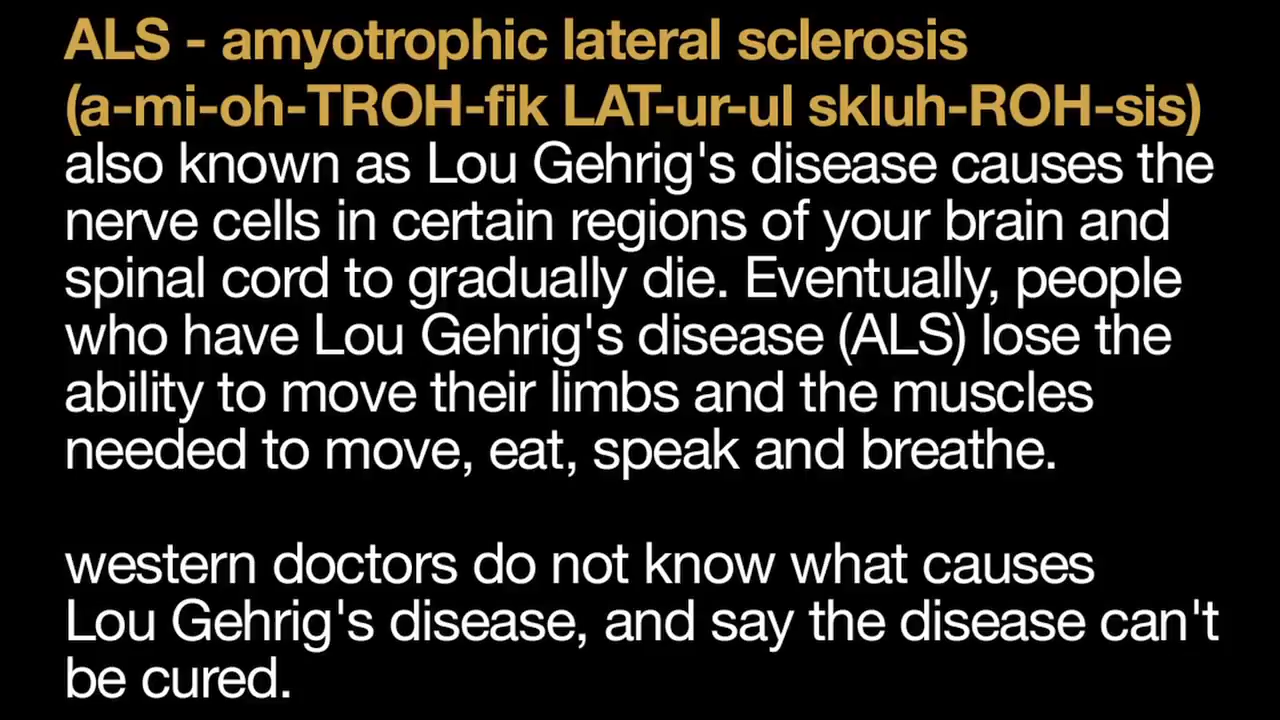 ALS - amyotrophic lateral sclerosis
(a-mi-oh-TROH-fik LAT-ur-ul skluh-ROH-sis)
also known as Lou Gehrig's disease causes the
nerve cells in certain regions of your brain and
spinal cord to gradually die. Eventually, people
who have Lou Gehrig's disease (ALS) lose the
ability to move their limbs and the muscles
needed to move, eat, speak and breathe.
western doctors do not know what causes
Lou Gehrig's disease, and say the disease can't
be cured.